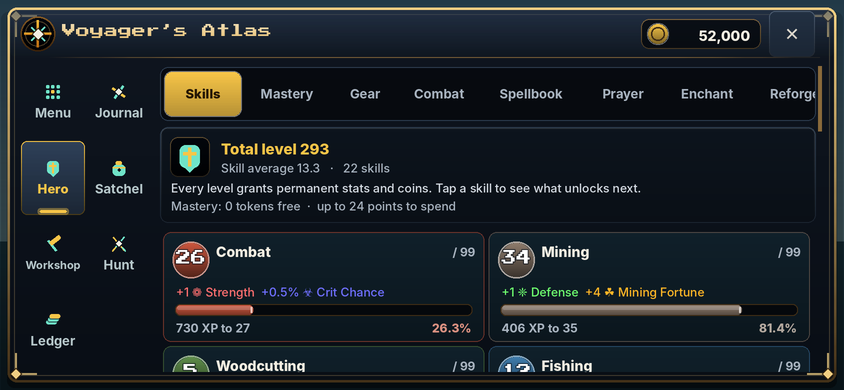 Voyager's Atlas
52,000
×
Menu
Journal
Hero
Satchel
Workshop
Hunt
Ledger
Skills Mastery Gear Combat Spellbook Prayer Enchant Reforge
Total level 293
Skill average 13.3 · 22 skills
Every level grants permanent stats and coins. Tap a skill to see what unlocks next.
Mastery: 0 tokens free · up to 24 points to spend
26 Combat / 99
+1 ❁ Strength +0.5% ☣ Crit Chance
730 XP to 27 26.3%
34 Mining / 99
+1 ❈ Defense +4 ☘ Mining Fortune
406 XP to 35 81.4%
5 Woodcutting / 99
Fishing / 99